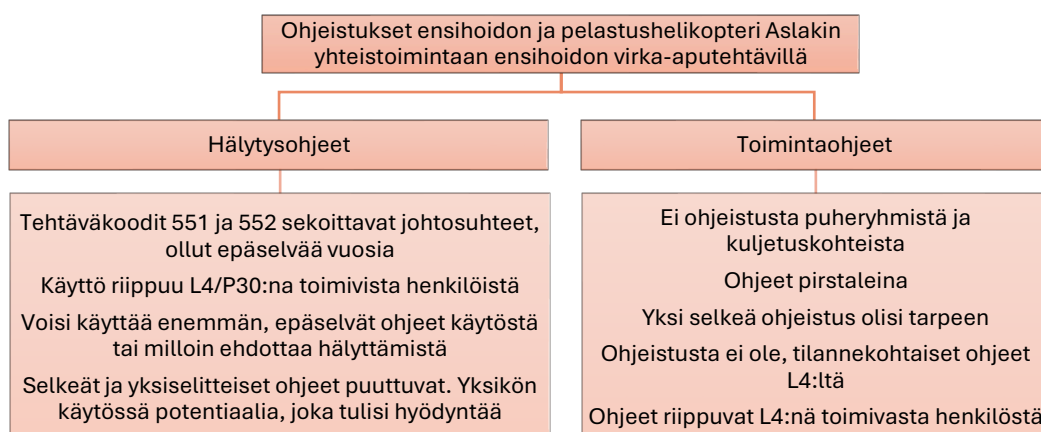 Ohjeistukset ensihoidon ja pelastushelikopteri Aslakin
yhteistoimintaan ensihoidon virka-aputehtävillä
Hälytysohjeet
Tehtäväkoodit 551 ja 552 sekoittavat johtosuhteet,
ollut epäselvää vuosia
Käyttö riippuu L4/P30:na toimivista henkilöistä
Voisi käyttää enemmän, epäselvät ohjeet käytöstä
tai milloin ehdottaa hälyttämistä
Selkeät ja yksiselitteiset ohjeet puuttuvat. Yksikön
käytössä potentiaalia, joka tulisi hyödyntää
Toimintaohjeet
Ei ohjeistusta puheryhmistä ja
kuljetuskohteista
Ohjeet pirstaleina
Yksi selkeä ohjeistus olisi tarpeen
Ohjeistusta ei ole, tilannekohtaiset ohjeet
L4:ltä
Ohjeet riippuvat L4:nä toimivasta henkilöstä